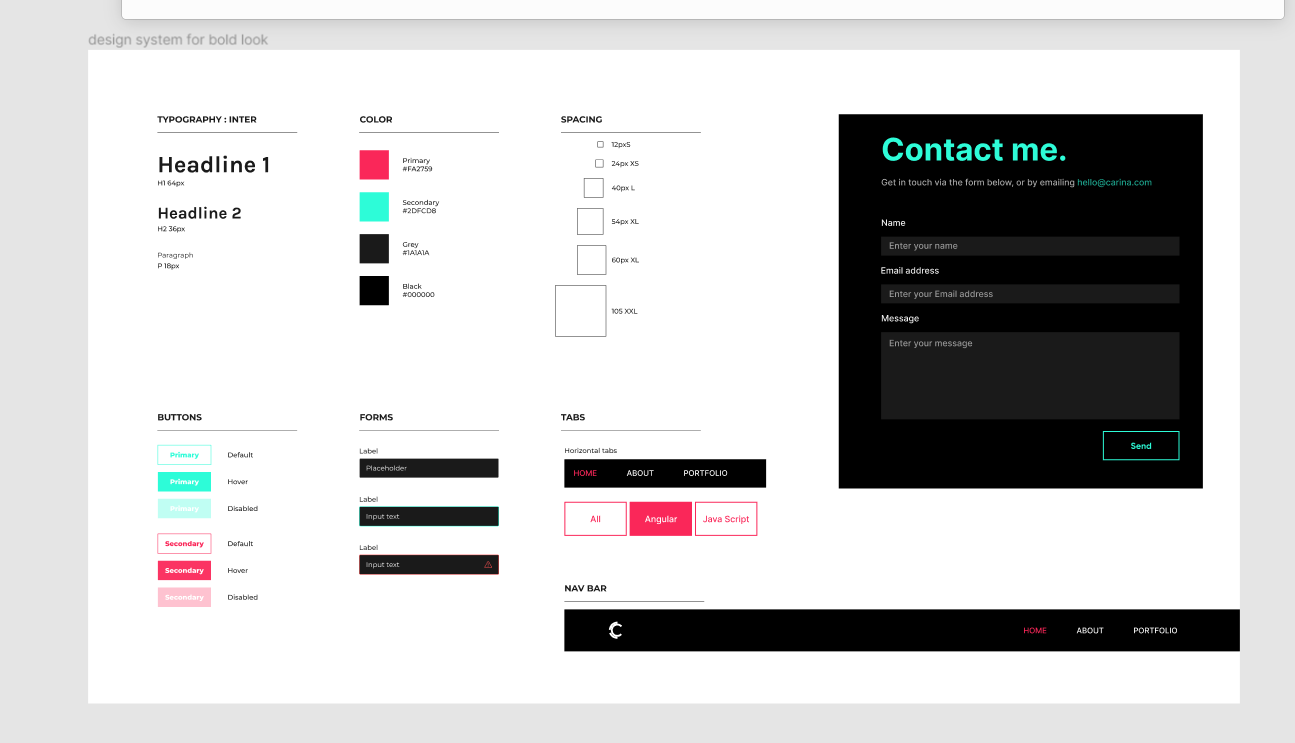 design system for bold look
TYPOGRAPHY : INTER
Headline 1
H1 64px
Headline 2
H2 36px
Paragraph
P 18px
COLOR
Primary
#FA2759
Secondary
#2DFCD8
Grey
#1A1A1A
Black
#000000
SPACING
12pxS
24px XS
40px L
54px XL
60px XL
105 XXL
Contact me.
Get in touch via the form below, or by emailing hello@carina.com
Name
Enter your name
Email address
Enter your Email address
Message
Enter your message
Send
BUTTONS
Primary Default
Primary Hover
Primary Disabled
Secondary Default
Secondary Hover
Secondary Disabled
FORMS
Label
Placeholder
Label
Input text
Label
Input text
TABS
Horizontal tabs
HOME ABOUT PORTFOLIO
All Angular Java Script
NAV BAR
HOME ABOUT PORTFOLIO